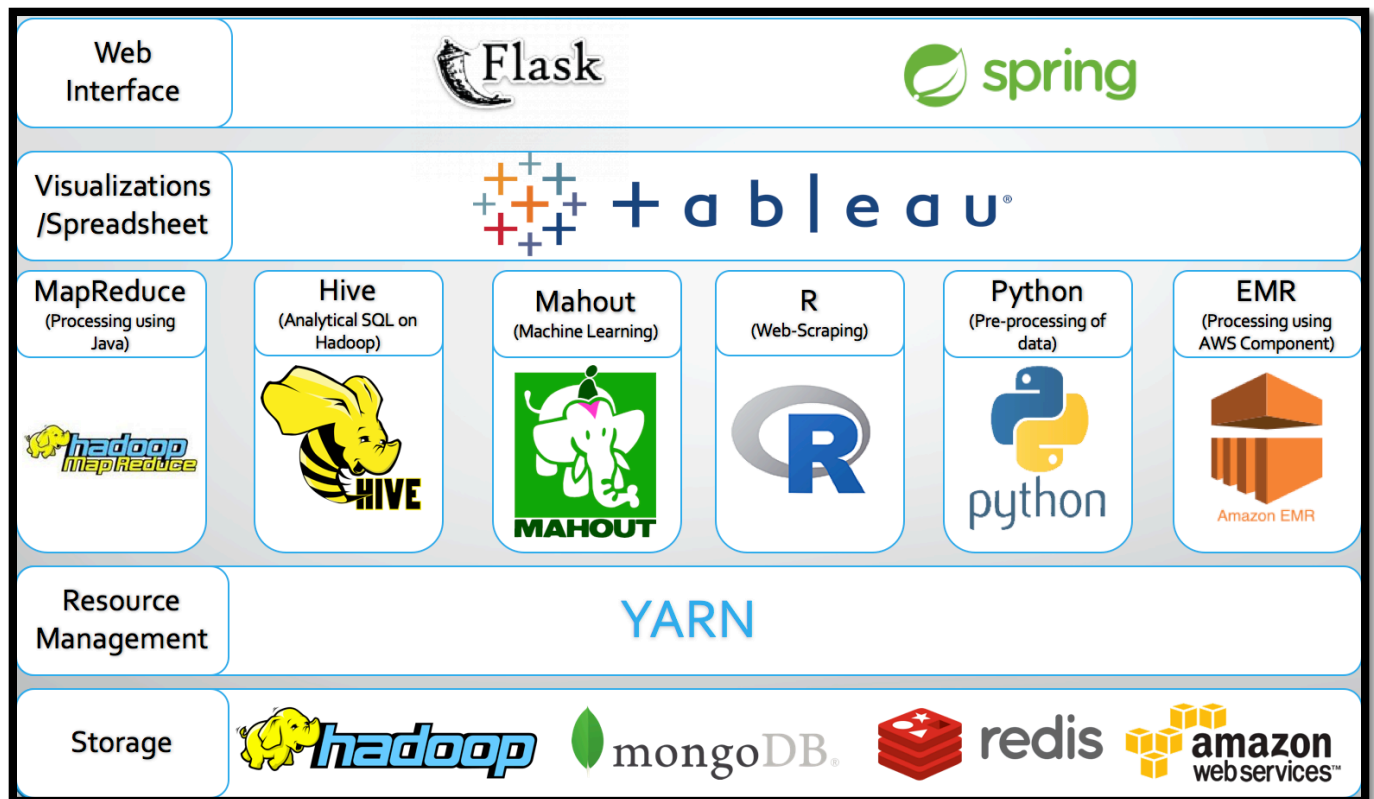 Web
Interface
Flask
spring
Visualizations
/Spreadsheet
+ableau®
MapReduce
(Processing using
Java)
hadoop
MapReduce
Hive
(Analytical SQL on
Hadoop)
HIVE
Mahout
(Machine Learning)
MAHOUT
R
(Web-Scraping)
R
Python
(Pre-processing of
data)
python
EMR
(Processing using
AWS Component)
Amazon EMR
Resource
Management
YARN
Storage
hadoop
mongoDB®
redis
amazon
webservices™